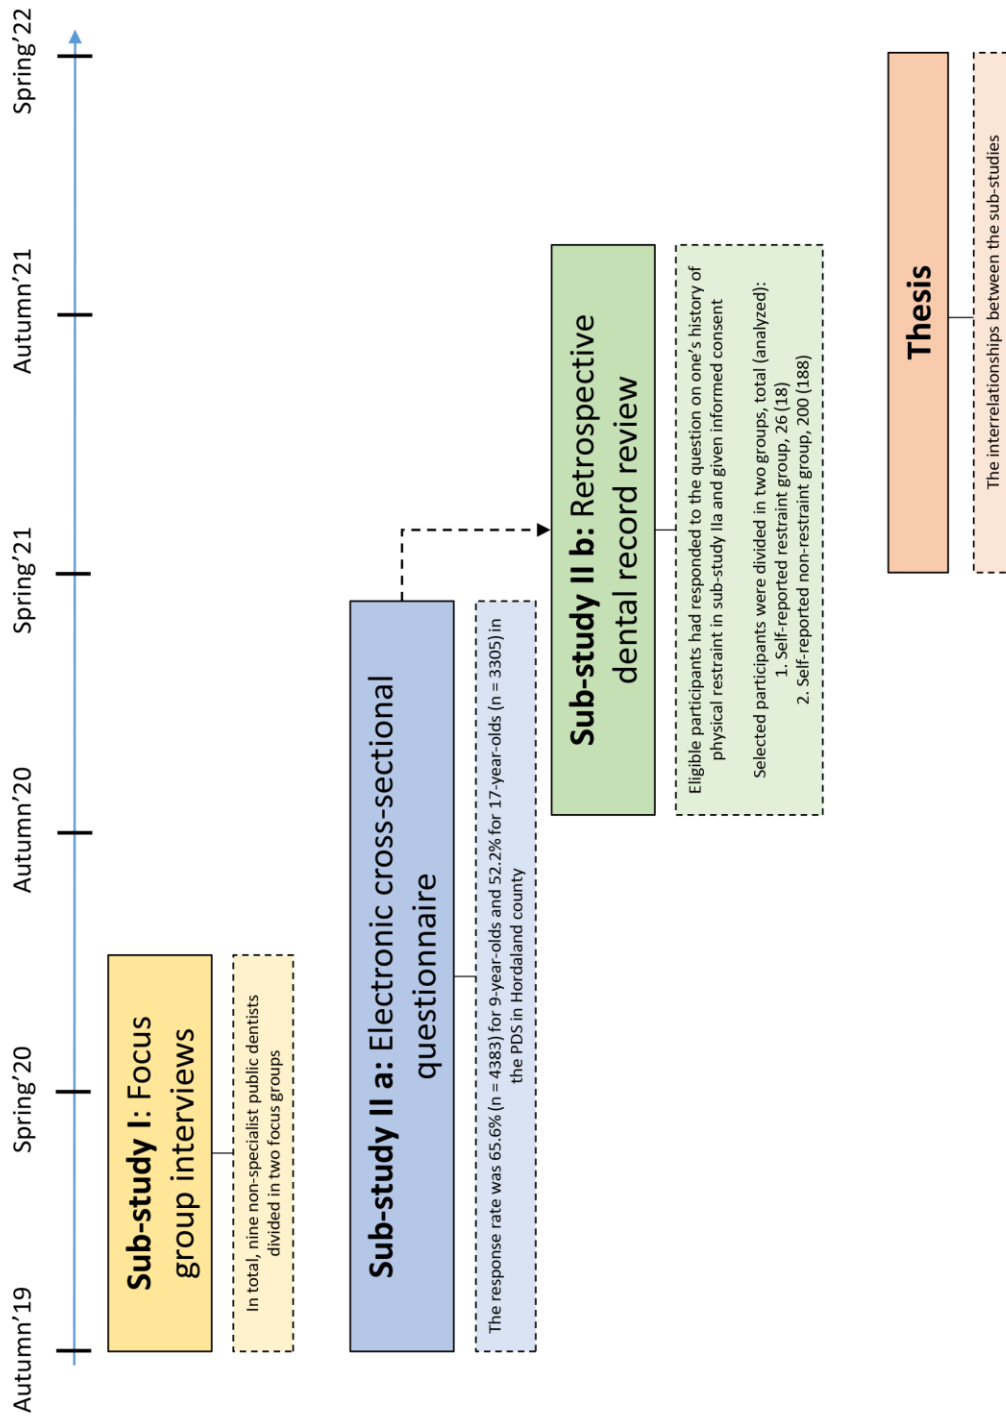 Autumn'19
Spring'20
Autumn'20
Spring'21
Autumn'21
Spring'22
Sub-study I: Focus
group interviews
In total, nine non-specialist public dentists
divided in two focus groups
Sub-study II a: Electronic cross-sectional
questionnaire
The response rate was 65.6% (n = 4383) for 9-year-olds and 52.2% for 17-year-olds (n = 3305) in
the PDS in Hordaland county
Sub-study II b: Retrospective
dental record review
Eligible participants had responded to the question on one's history of
physical restraint in sub-study IIa and given informed consent
Selected participants were divided in two groups, total (analyzed):
1. Self-reported restraint group, 26 (18)
2. Self-reported non-restraint group, 200 (188)
Thesis
The interrelationships between the sub-studies